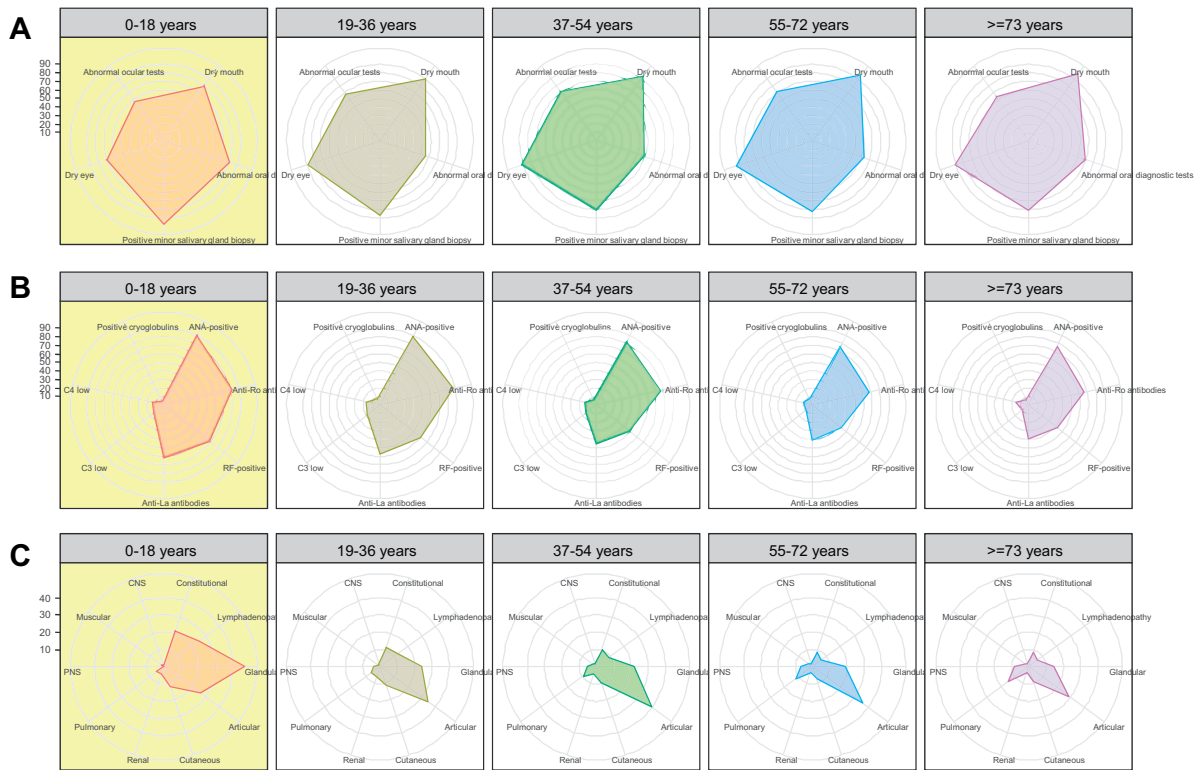 A
0-18 years 19-36 years 37-54 years 55-72 years >=73 years
90
80
70
60
50
40
30
20
10
Abnormal ocular tests Dry mouth Abnormal ocular tests Dry mouth Abnormal ocular tests Dry mouth Abnormal ocular tests Dry mouth Abnormal ocular tests Dry mouth
Dry eye Abnormal oral d Dry eye Abnormal oral d Dry eye Abnormal oral d Dry eye Abnormal oral d Dry eye Abnormal oral diagnostic tests
Positive minor salivary gland biopsy Positive minor salivary gland biopsy Positive minor salivary gland biopsy Positive minor salivary gland biopsy Positive minor salivary gland biopsy
B
0-18 years 19-36 years 37-54 years 55-72 years >=73 years
90
80
70
60
50
40
30
20
10
Positive cryoglobulins ANA-positive Positive cryoglobulins ANA-positive Positive cryoglobulins ANA-positive Positive cryoglobulins ANA-positive Positive cryoglobulins ANA-positive
C4 low Anti-Ro anti C4 low Anti-Ro anti C4 low Anti-Ro anti C4 low Anti-Ro anti C4 low Anti-Ro antibodies
C3 low RF-positive C3 low RF-positive C3 low RF-positive C3 low RF-positive C3 low RF-positive
Anti-La antibodies Anti-La antibodies Anti-La antibodies Anti-La antibodies Anti-La antibodies
C
0-18 years 19-36 years 37-54 years 55-72 years >=73 years
40
30
20
10
CNS Constitutional CNS Constitutional CNS Constitutional CNS Constitutional CNS Constitutional
Muscular Lymphadenopa Muscular Lymphadenopa Muscular Lymphadenopa Muscular Lymphadenopa Muscular Lymphadenopathy
PNS Glandular PNS Glandular PNS Glandular PNS Glandular PNS Glandular
Pulmonary Articular Pulmonary Articular Pulmonary Articular Pulmonary Articular Pulmonary Articular
Renal Cutaneous Renal Cutaneous Renal Cutaneous Renal Cutaneous Renal Cutaneous